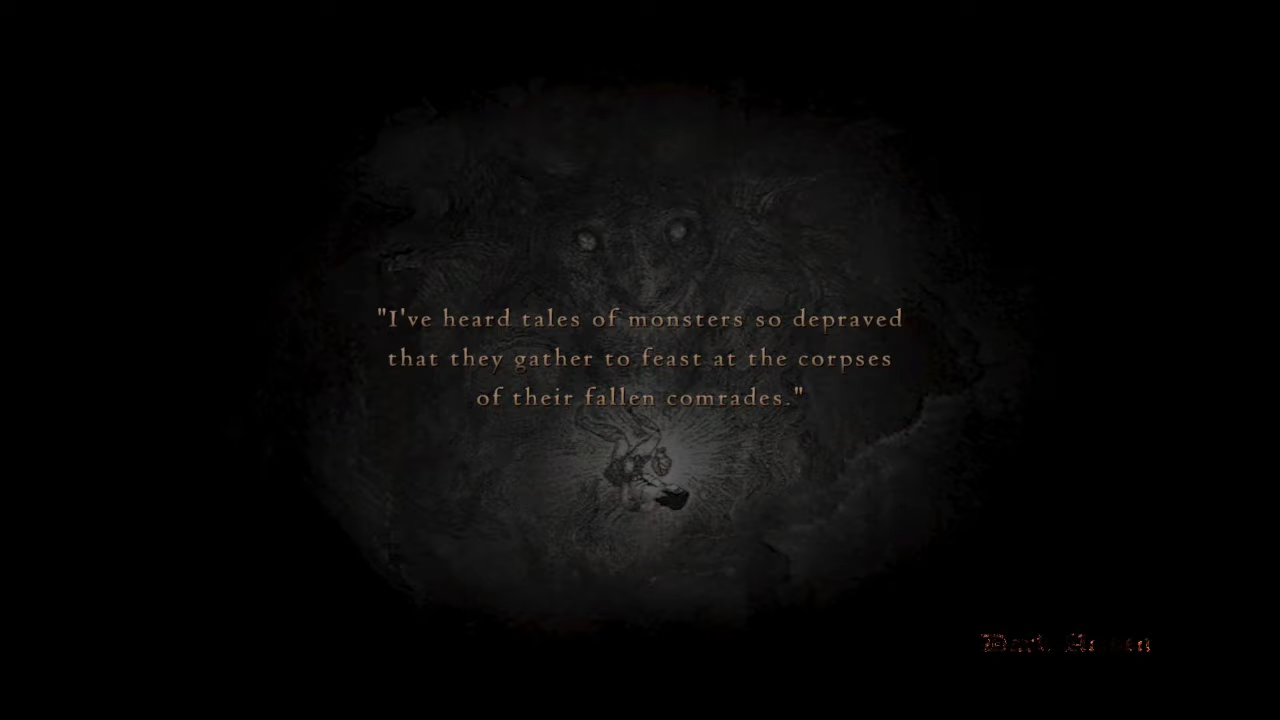 "I've heard tales of monsters so depraved
that they gather to feast at the corpses
of their fallen comrades."